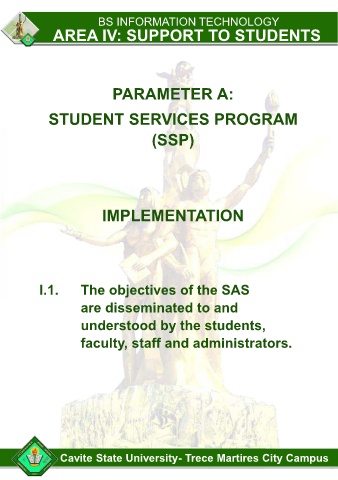 BS INFORMATION TECHNOLOGY
AREA IV: SUPPORT TO STUDENTS
PARAMETER A:
STUDENT SERVICES PROGRAM
(SSP)
IMPLEMENTATION
I.1. The objectives of the SAS
are disseminated to and
understood by the students,
faculty, staff and administrators.
Cavite State University- Trece Martires City Campus